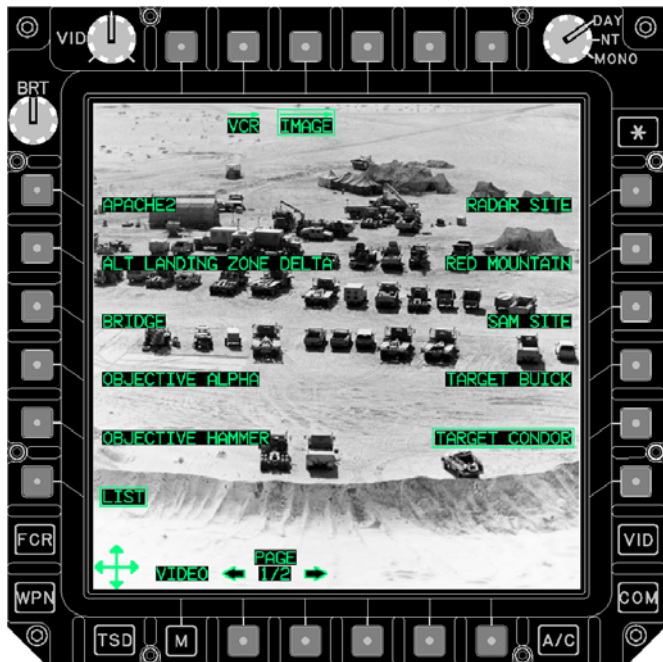 VID
DAY
NT
MONO
BRT
VCR IMAGE
*
APACHE2 RADAR SITE
ALT LANDING ZONE DELTA RED MOUNTAIN
BRIDGE SAM SITE
OBJECTIVE ALPHA TARGET BUICK
OBJECTIVE HAMMER TARGET CONDOR
LIST
FCR VID
PAGE
VIDEO 1/2
WPN COM
TSD M A/C